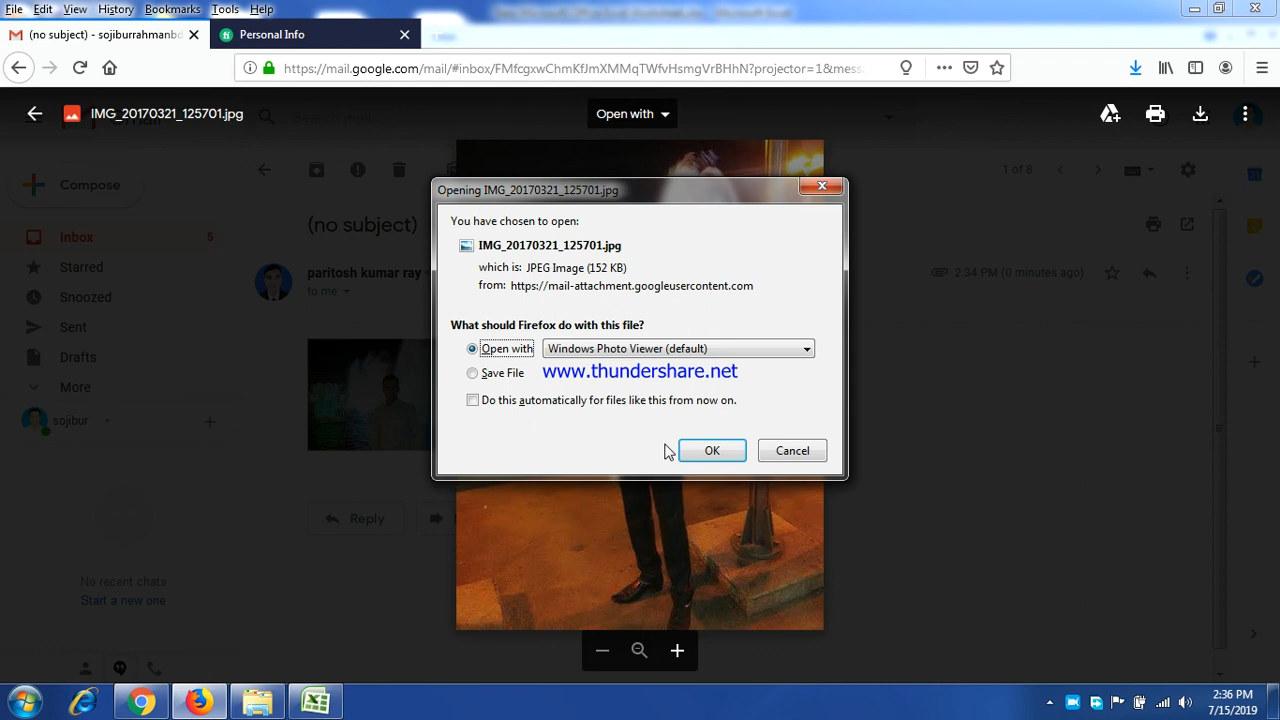 File Edit View History Bookmarks Tools Help
(no subject) - sojiburrahmanbd
Personal Info
https://mail.google.com/mail/#inbox/FMfcgxwChmKfJmXMMqTWfvHsmgVrBHhN?projector=1&mess
IMG_20170321_125701.jpg
Open with
Compose
1 of 8
Opening IMG_20170321_125701.jpg
You have chosen to open:
IMG_20170321_125701.jpg
which is: JPEG Image (152 KB)
from: https://mail-attachment.googleusercontent.com
What should Firefox do with this file?
Open with Windows Photo Viewer (default)
Save File www.thundershare.net
Do this automatically for files like this from now on.
OK Cancel
Inbox 5
Starred
Snoozed
Sent
Drafts
More
sojibur
(no subject)
paritosh kumar ray
to me
2:34 PM (0 minutes ago)
Reply
No recent chats
Start a new one
2:36 PM
7/15/2019